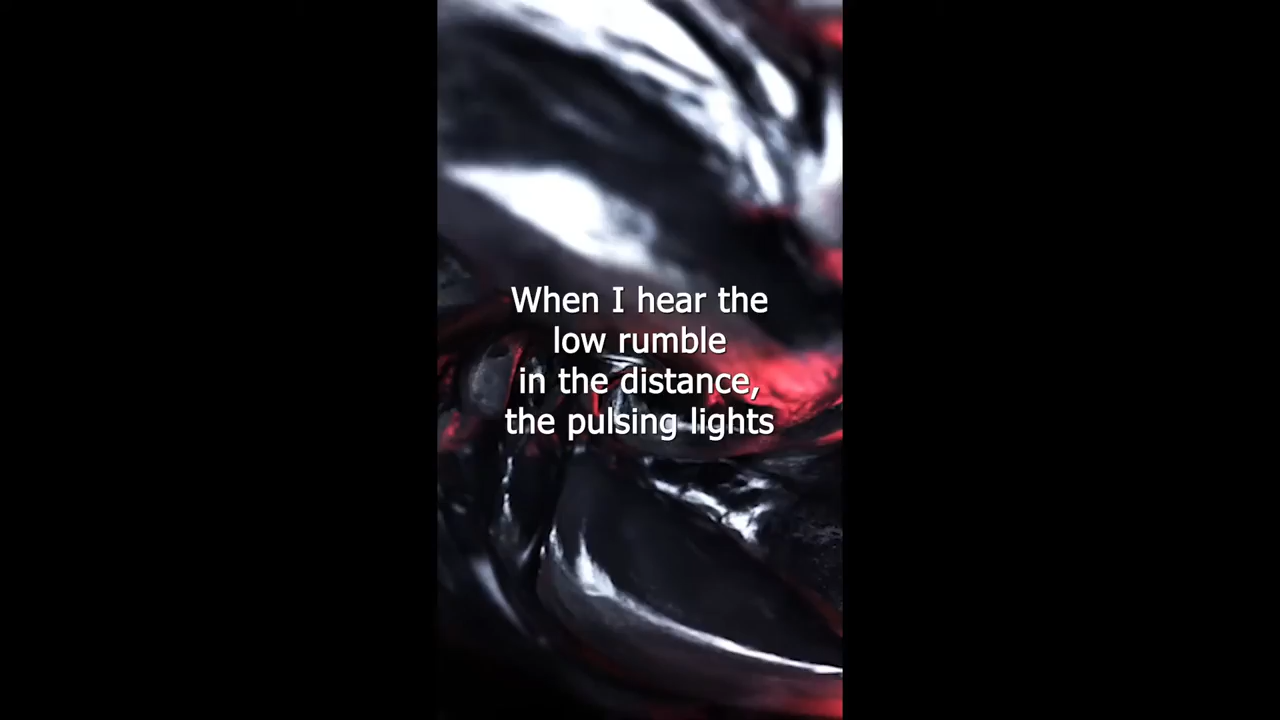 When I hear the
low rumble
in the distance,
the pulsing lights